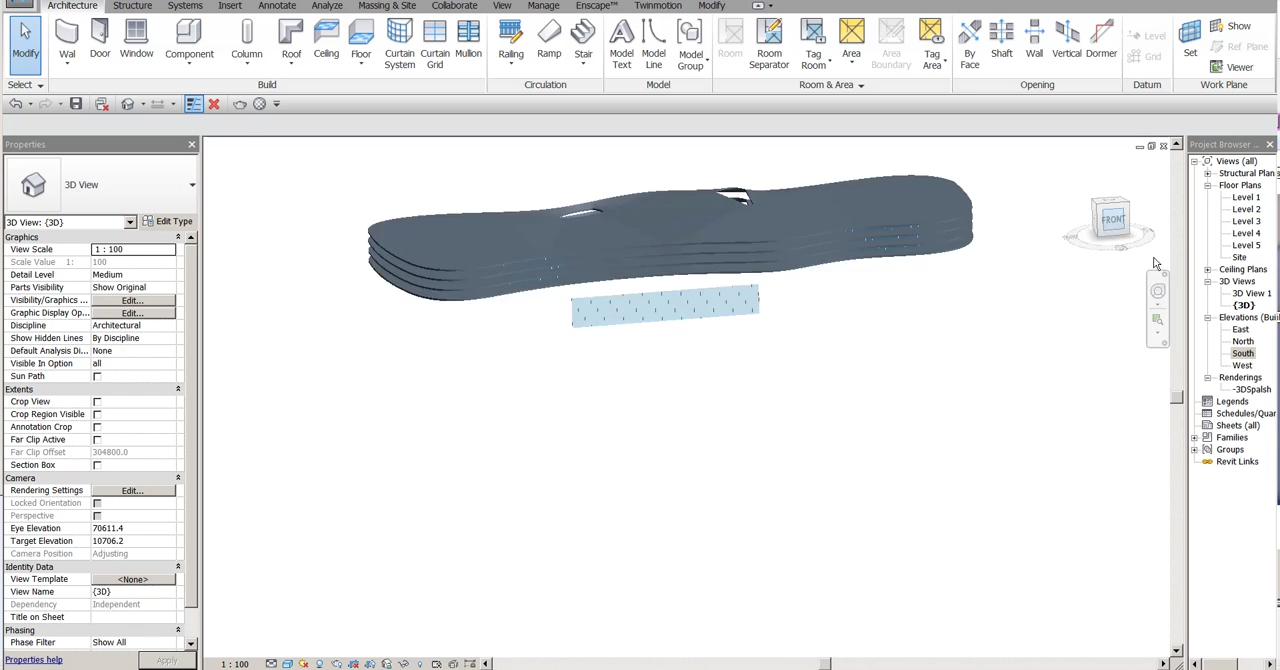 Architecture Structure Systems Insert Annotate Analyze Massing & Site Collaborate View Manage Enscape™ Twinmotion Modify
Modify Wall Door Window Component Column Roof Ceiling Floor Curtain System Curtain Grid Mullion Railing Ramp Stair Model Text Model Line Model Group Room Room Separator Tag Room Area Area Boundary Tag Area By Face Shaft Wall Vertical Dormer Level Grid Set Show Ref Plane Viewer
Select Build Circulation Model Room & Area Opening Datum Work Plane
Properties
3D View
3D View: {3D} Edit Type
Graphics
View Scale 1 : 100
Scale Value 1: 100
Detail Level Medium
Parts Visibility Show Original
Visibility/Graphics ... Edit...
Graphic Display Op... Edit...
Discipline Architectural
Show Hidden Lines By Discipline
Default Analysis Di... None
Visible In Option all
Sun Path
Extents
Crop View
Crop Region Visible
Annotation Crop
Far Clip Active
Far Clip Offset 304800.0
Section Box
Camera
Rendering Settings Edit...
Locked Orientation
Perspective
Eye Elevation 70611.4
Target Elevation 10706.2
Camera Position Adjusting
Identity Data
View Template <None>
View Name {3D}
Dependency Independent
Title on Sheet
Phasing
Phase Filter Show All
Properties help Apply
FRONT
1 : 100
Project Browser ...
Views (all)
Structural Plans
Floor Plans
Level 1
Level 2
Level 3
Level 4
Level 5
Site
Ceiling Plans
3D Views
3D View 1
{3D}
Elevations (Buil
East
North
South
West
Renderings
-3DSpalsh
Legends
Schedules/Quar
Sheets (all)
Families
Groups
Revit Links